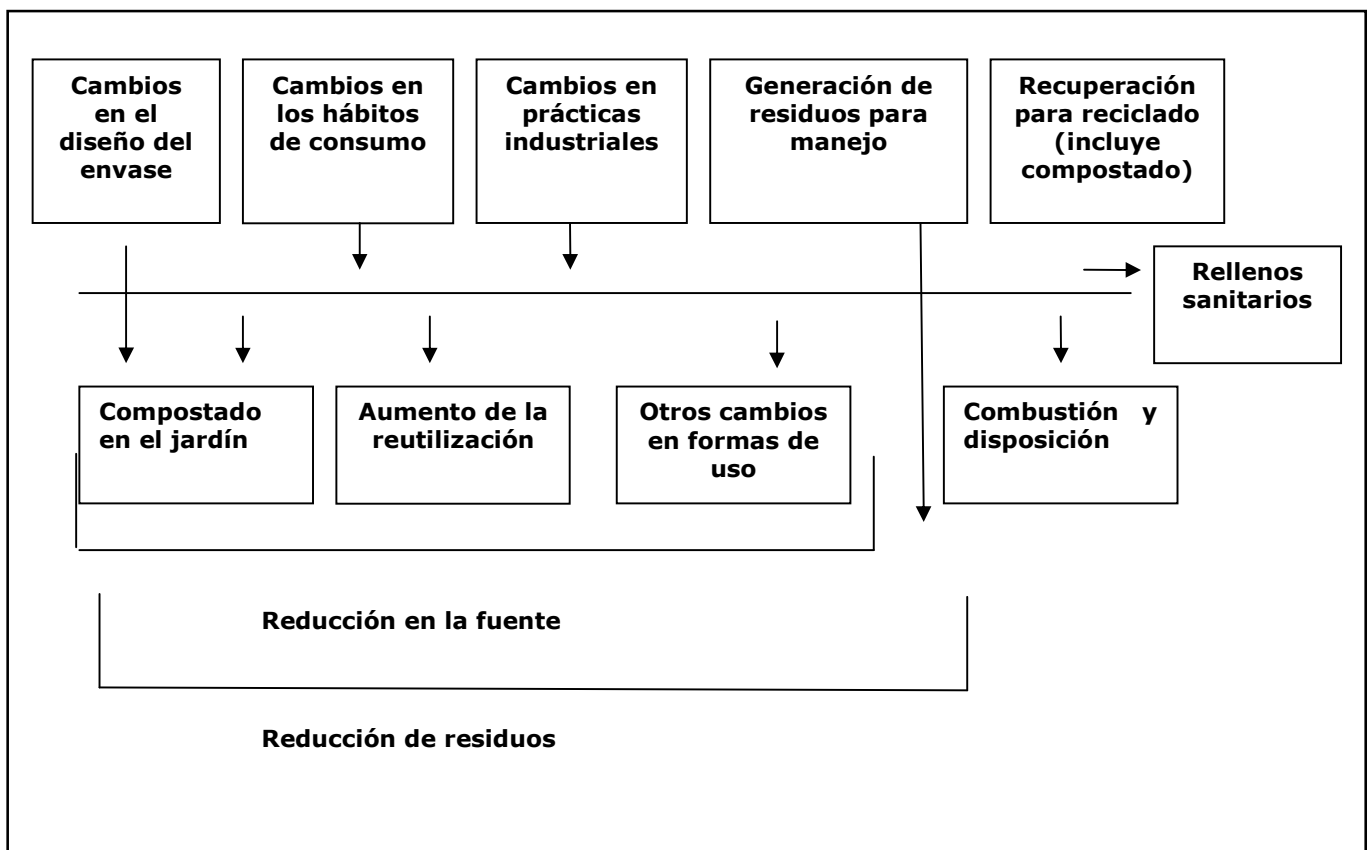 Cambios
en el
diseño del
envase
Cambios en
los hábitos
de consumo
Cambios en
prácticas
industriales
Generación de
residuos para
manejo
Recuperación
para reciclado
(incluye
compostado)
Rellenos
sanitarios
Compostado
en el jardín
Aumento de la
reutilización
Otros cambios
en formas de
uso
Combustión y
disposición
Reducción en la fuente
Reducción de residuos